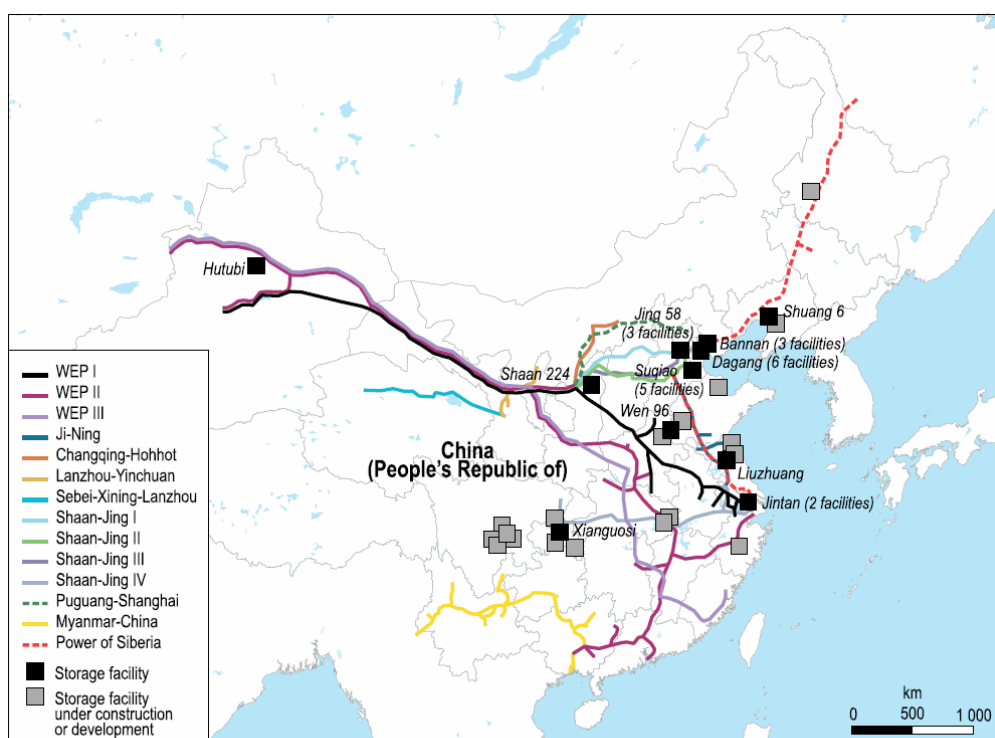 Hutubi
Jing 58
(3 facilities)
Shuang 6
Bannan (3 facilities)
Dagang (6 facilities)
Shaan 224
Suqiao
(5 facilities)
Wen 96
China
(People's Republic of)
Liuzhuang
Jintan (2 facilities)
Xianguosi
WEP I
WEP II
WEP III
Ji-Ning
Changqing-Hohhot
Lanzhou-Yinchuan
Sebei-Xining-Lanzhou
Shaan-Jing I
Shaan-Jing II
Shaan-Jing III
Shaan-Jing IV
Puguang-Shanghai
Myanmar-China
Power of Siberia
Storage facility
Storage facility
under construction
or development
km
0 500 1 000